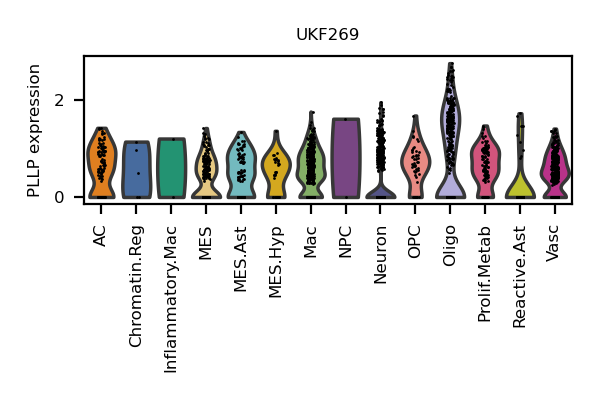 UKF269
PLLP expression
2
0
AC
Chromatin.Reg
Inflammatory.Mac
MES
MES.Ast
MES.Hyp
Mac
NPC
Neuron
OPC
Oligo
Prolif.Metab
Reactive.Ast
Vasc